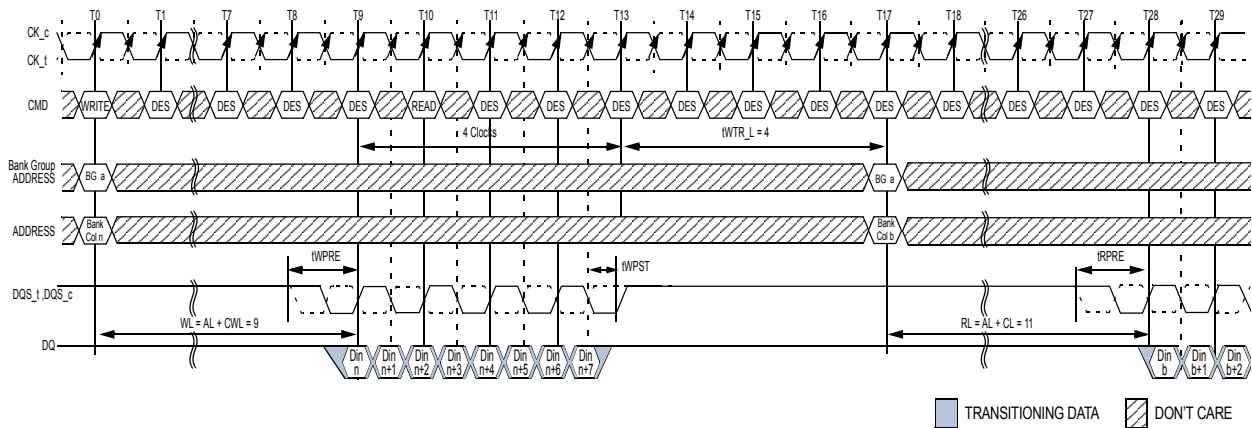 T0 T1 T7 T8 T9 T10 T11 T12 T13 T14 T15 T16 T17 T18 T26 T27 T28 T29
CK_c
CK_t
CMD WRITE DES DES DES DES READ DES DES DES DES DES DES DES DES DES DES DES DES
4 Clocks tWTR_L = 4
Bank Group
ADDRESS BG a BG a
ADDRESS Bank Col n Bank Col b
tWPRE tWPST tRPRE
DQS_t ,DQS_c
WL = AL + CWL = 9 RL = AL + CL = 11
DQ Din n Din n+1 Din n+2 Din n+3 Din n+4 Din n+5 Din n+6 Din n+7 Din b Din b+1 Din b+2
TRANSITIONING DATA DON'T CARE